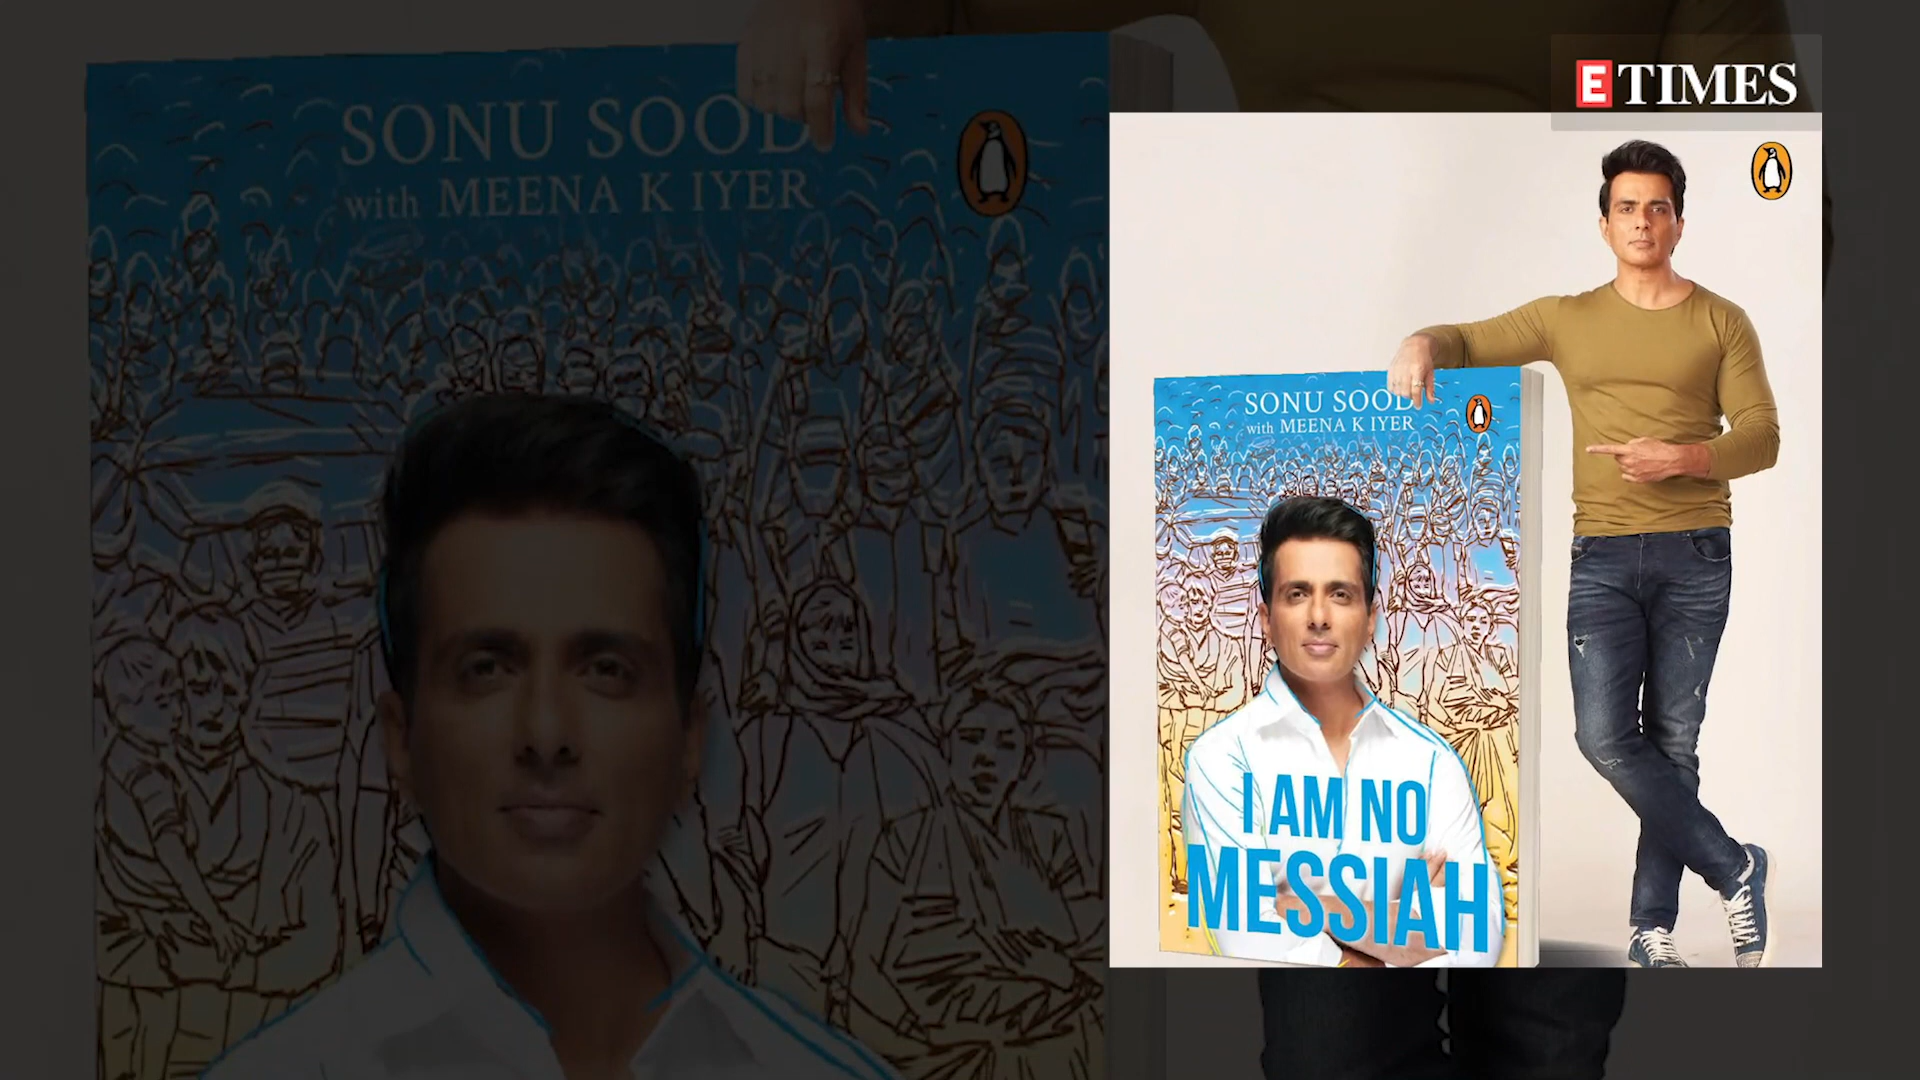 ETIMES
SONU SOOD
with MEENA K IYER
SONU SOOD
with MEENA K IYER
I AM NO
MESSIAH